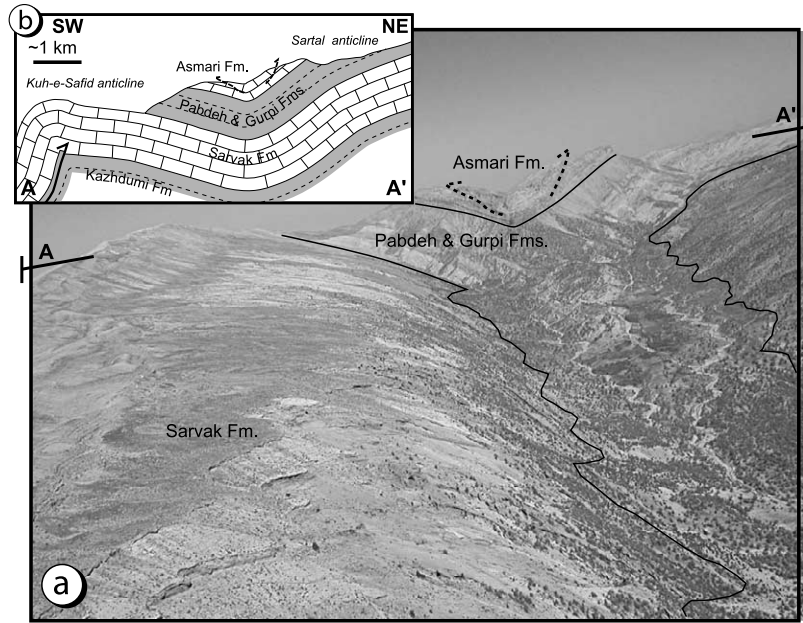 b
SW
NE
~1 km
Sartal anticline
Asmari Fm.
Kuh-e-Safid anticline
Pabdeh & Gurpi Fms.
Sarvak Fm
Kazhdumi Fm
A
A'
A'
Asmari Fm.
Pabdeh & Gurpi Fms.
A
Sarvak Fm.
a